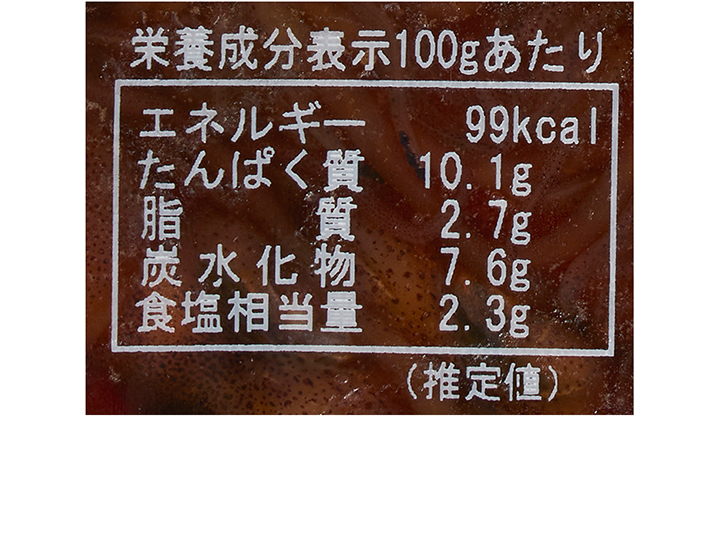 栄養成分表示100gあたり
エネルギー 99kcal
たんぱく質 10.1g
脂質 2.7g
炭水化物 7.6g
食塩相当量 2.3g
(推定値)